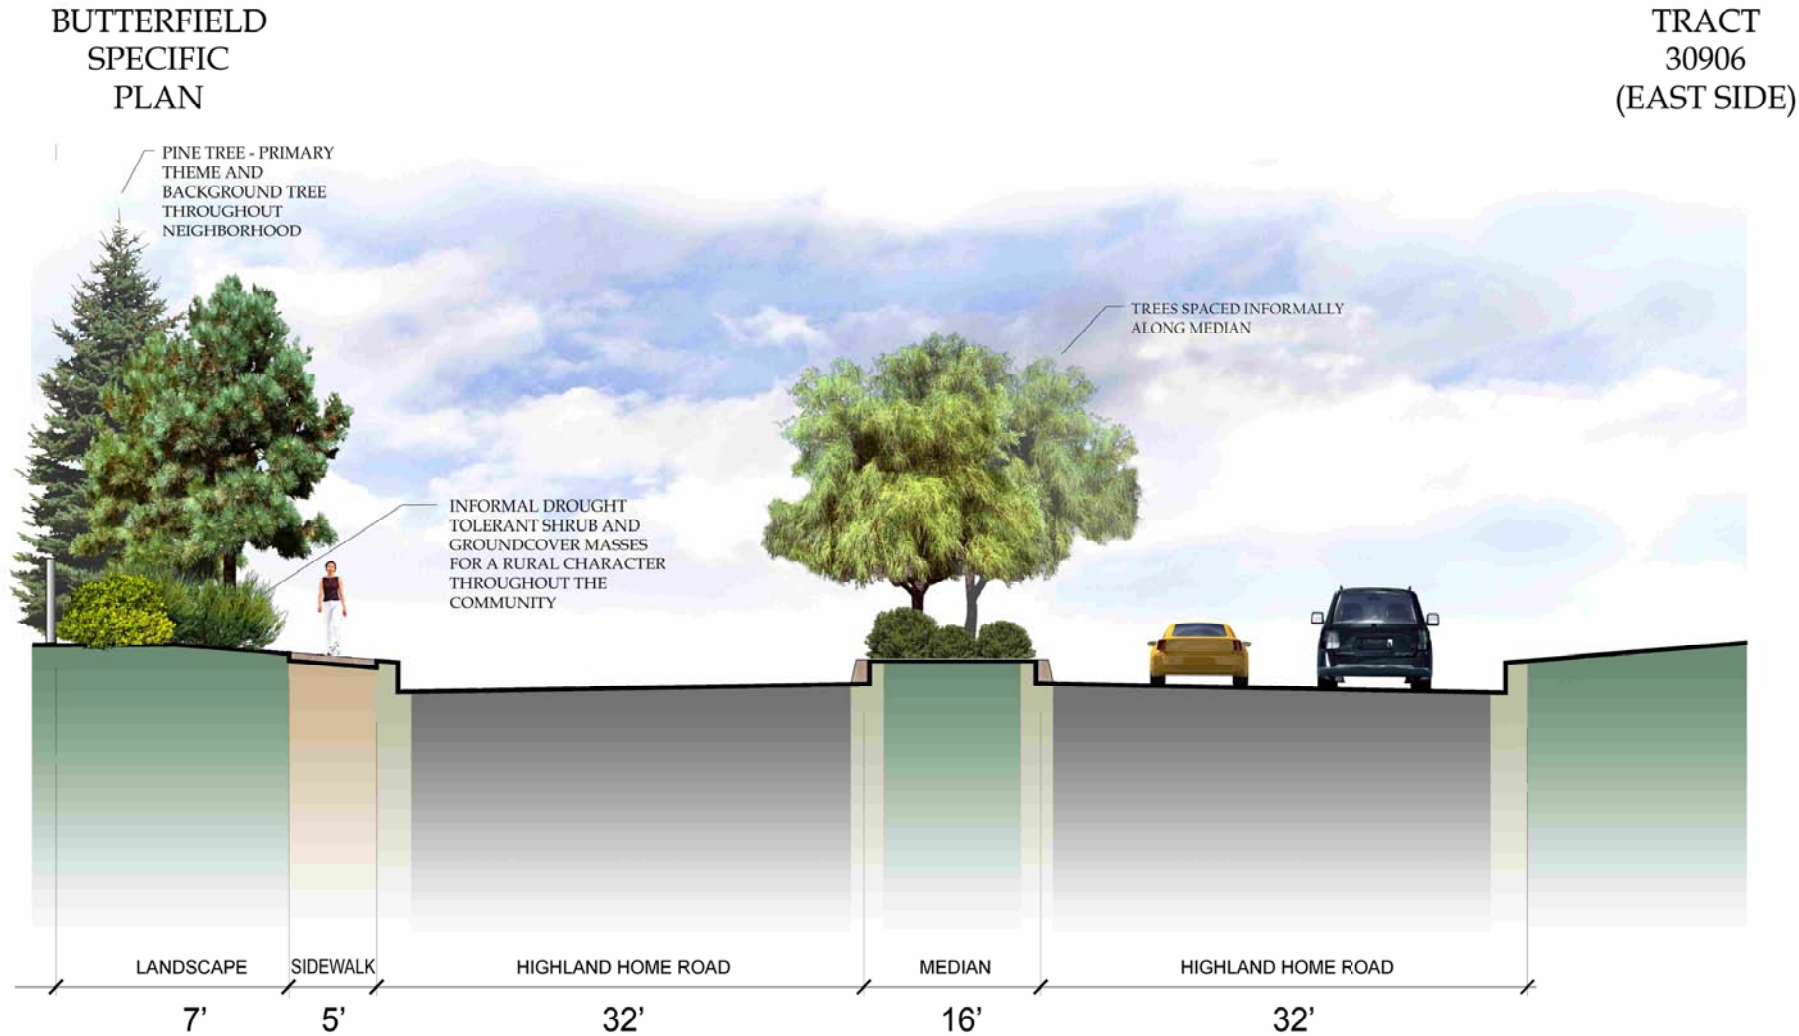 BUTTERFIELD
SPECIFIC
PLAN
TRACT
30906
(EAST SIDE)
PINE TREE - PRIMARY
THEME AND
BACKGROUND TREE
THROUGHOUT
NEIGHBORHOOD
TREES SPACED INFORMALLY
ALONG MEDIAN
INFORMAL DROUGHT
TOLERANT SHRUB AND
GROUNDCOVER MASSES
FOR A RURAL CHARACTER
THROUGHOUT THE
COMMUNITY
LANDSCAPE
SIDEWALK
HIGHLAND HOME ROAD
MEDIAN
HIGHLAND HOME ROAD
7’
5’
32’
16’
32’